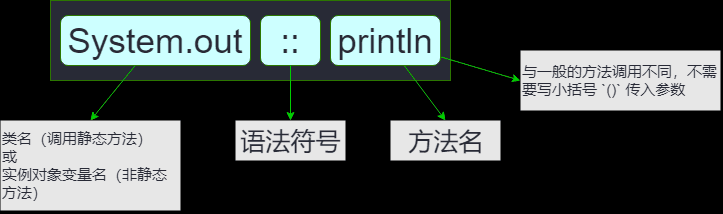 System.out :: println
与一般的方法调用不同，不需
要写小括号 `()` 传入参数
类名（调用静态方法）
或
实例对象变量名（非静态
方法）
语法符号
方法名